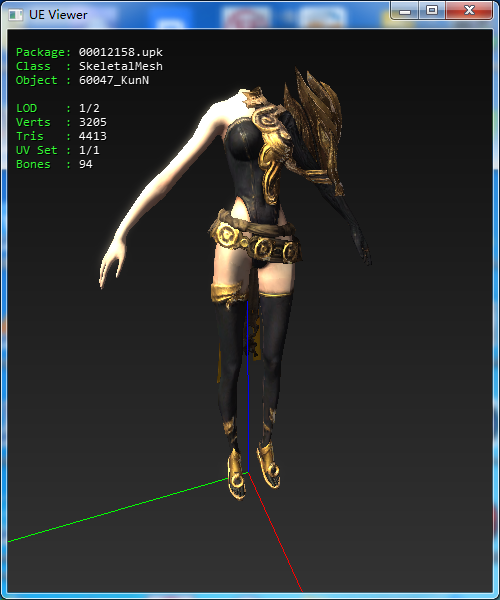 UE Viewer
Package: 00012158.upk
Class : SkeletalMesh
Object : 60047_KunN
LOD : 1/2
Verts : 3205
Tris : 4413
UV Set : 1/1
Bones : 94